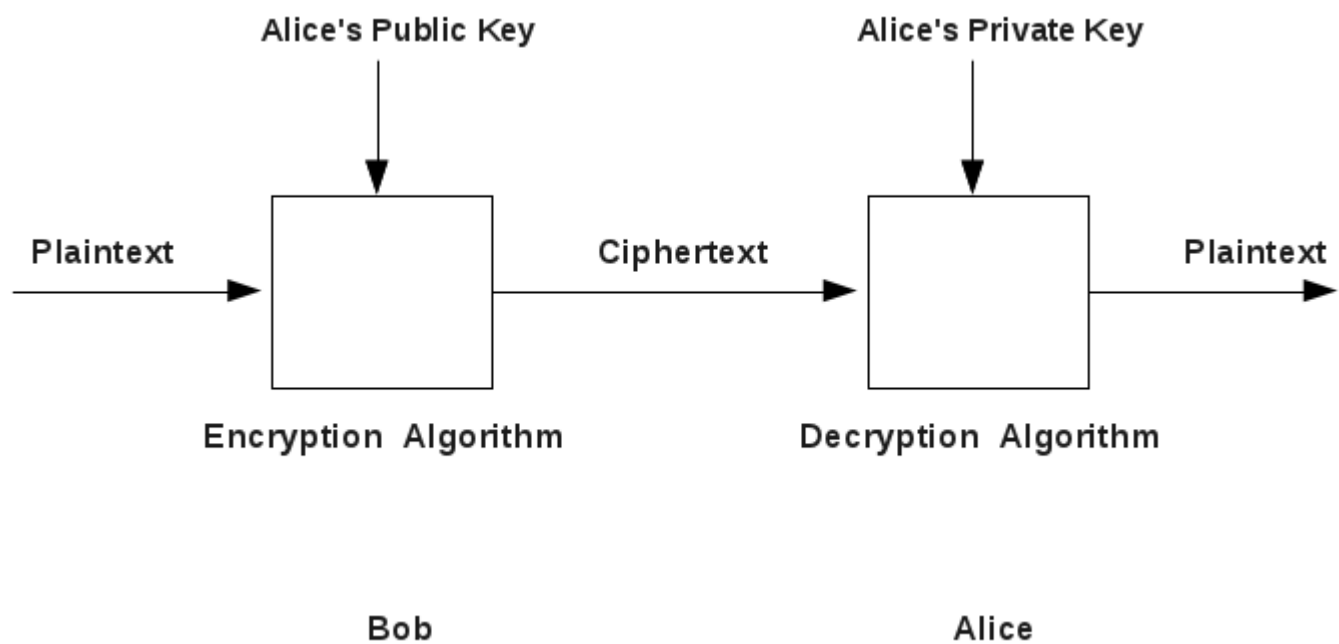 Alice's Public Key
Alice's Private Key
Plaintext
Ciphertext
Plaintext
Encryption Algorithm
Decryption Algorithm
Bob
Alice